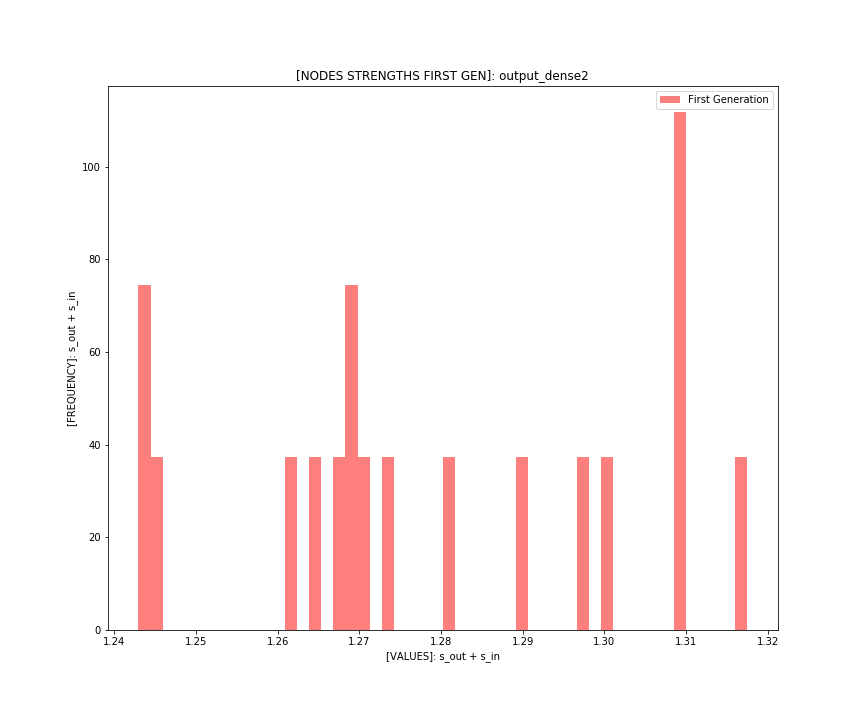 [NODES STRENGTHS FIRST GEN]: output_dense2
First Generation
100
80
60
40
20
0
[FREQUENCY]: s_out + s_in
1.24 1.25 1.26 1.27 1.28 1.29 1.30 1.31 1.32
[VALUES]: s_out + s_in